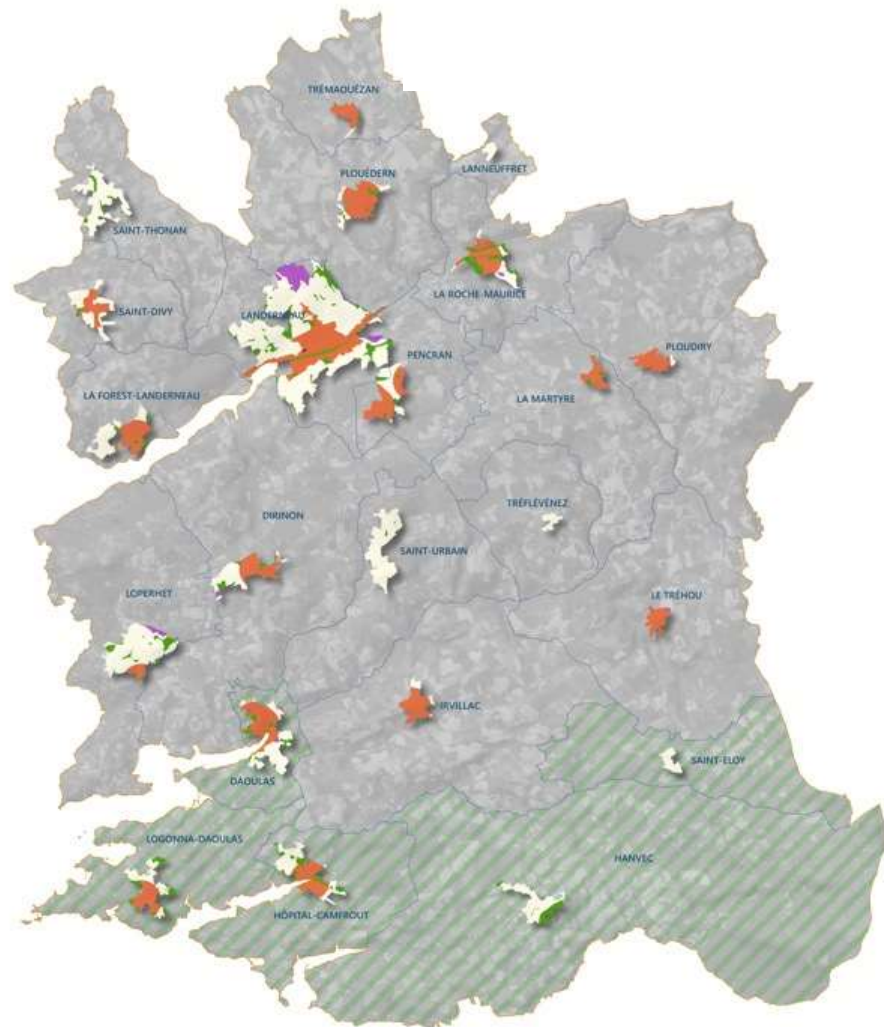 TRÉMAOUÉZAN
LANNEUFFRET
PLOUÉDERN
SAINT-THONAN
LA ROCHE-MAURICE
SAINT-DIVY
LANDERNEAU
PLOUDIRY
PENCRAN
LA FOREST-LANDERNEAU
LA MARTYRE
TRÉFLÉVÉNEZ
DIRINON
SAINT-URBAIN
LOPERHET
LE TRÉHOU
IRVILLAC
SAINT-ELOY
DAOULAS
LOGONNA-DAOULAS
HANVEC
HÔPITAL-CAMFROUT